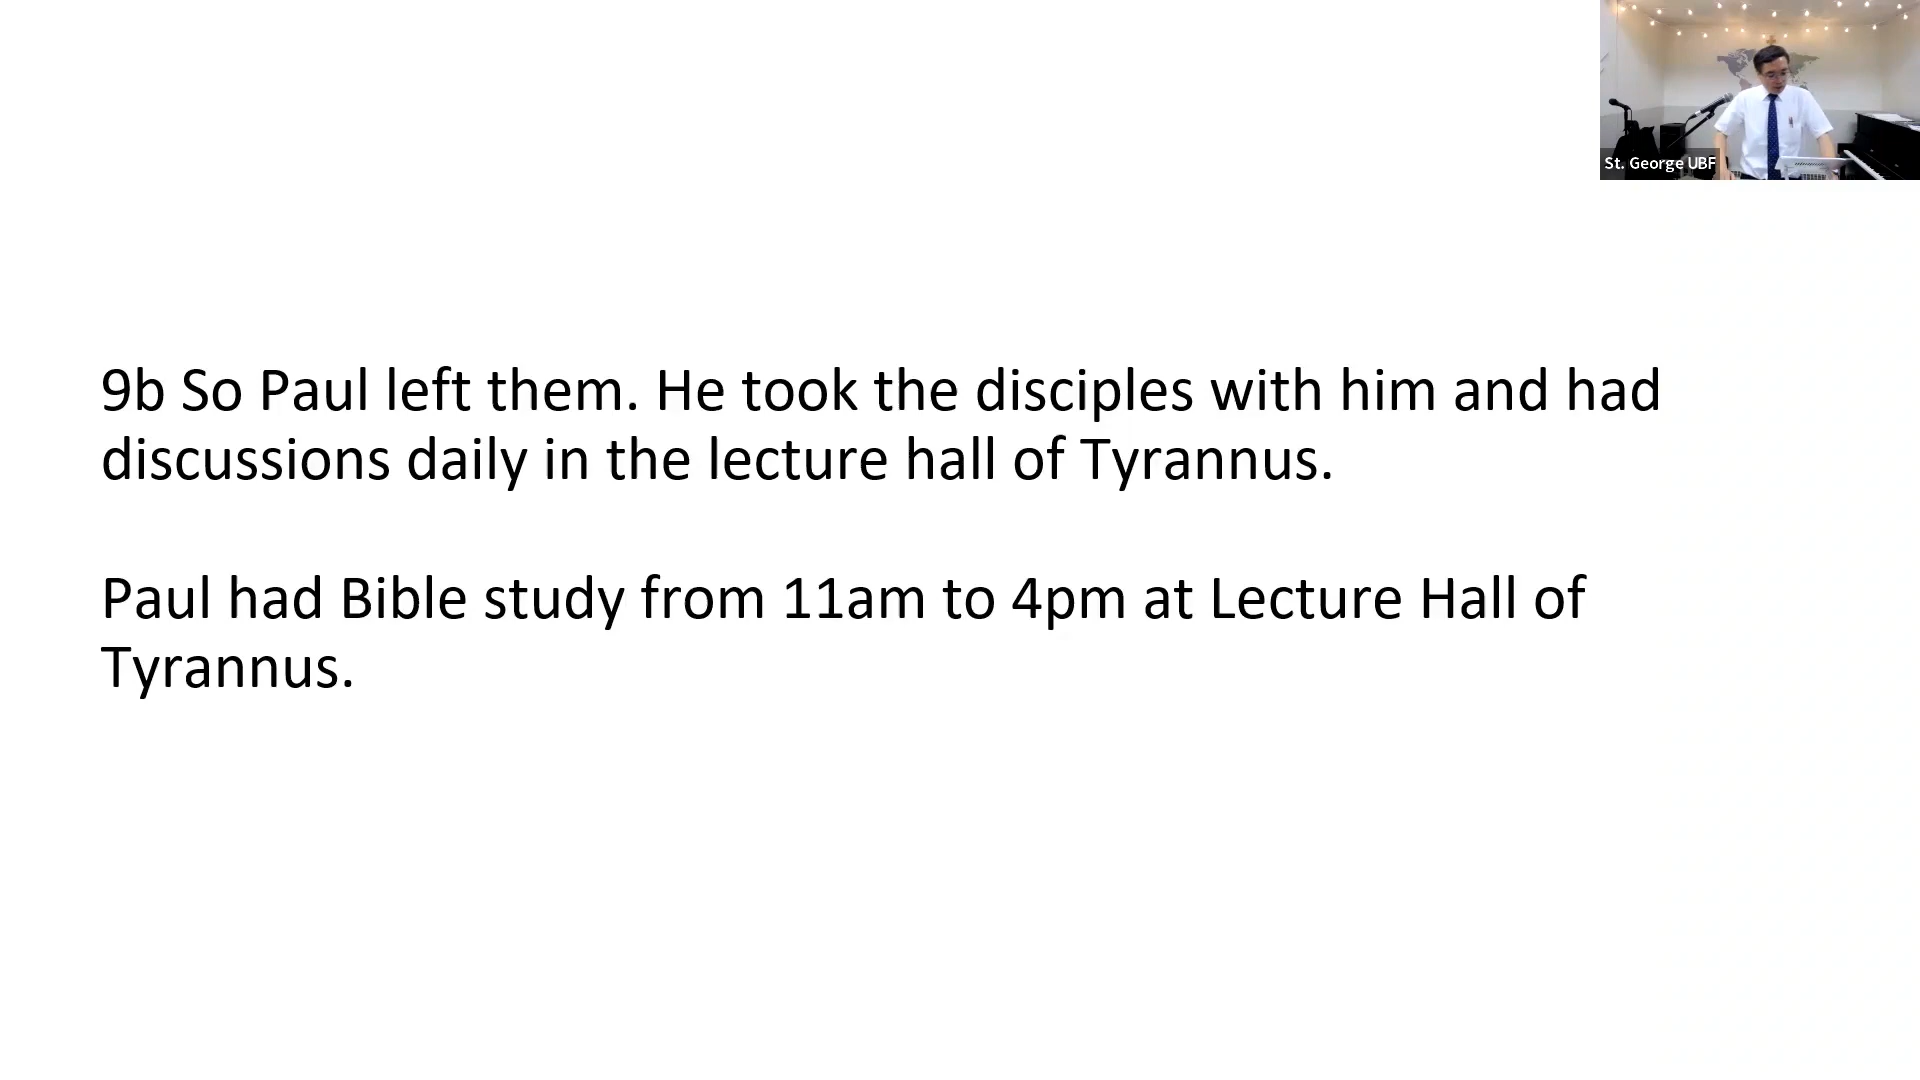 St. George UBF
9b So Paul left them. He took the disciples with him and had
discussions daily in the lecture hall of Tyrannus.
Paul had Bible study from 11am to 4pm at Lecture Hall of
Tyrannus.